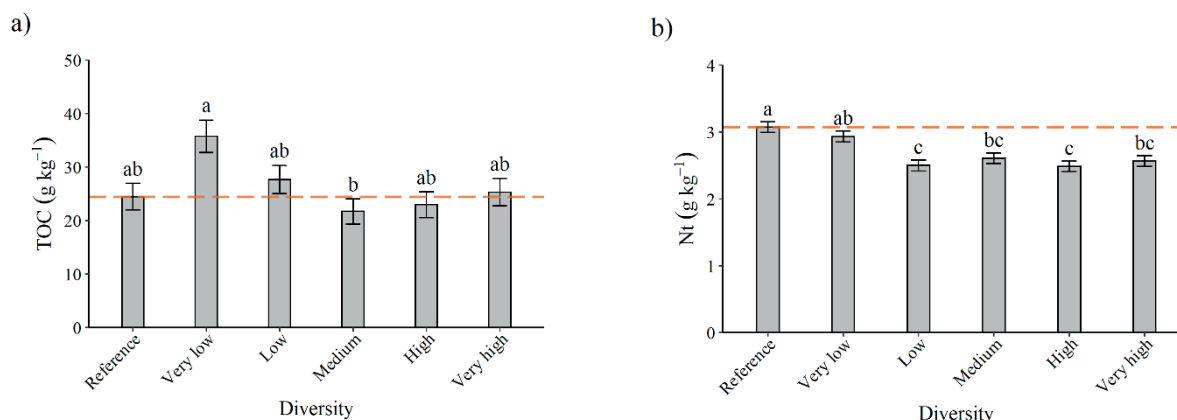 a)
TOC (g kg⁻¹)
50
40
30
20
10
0
ab
a
ab
b
ab
ab
Reference
Very low
Low
Medium
High
Very high
Diversity
b)
Nt (g kg⁻¹)
4
3
2
1
0
a
ab
c
bc
c
bc
Reference
Very low
Low
Medium
High
Very high
Diversity